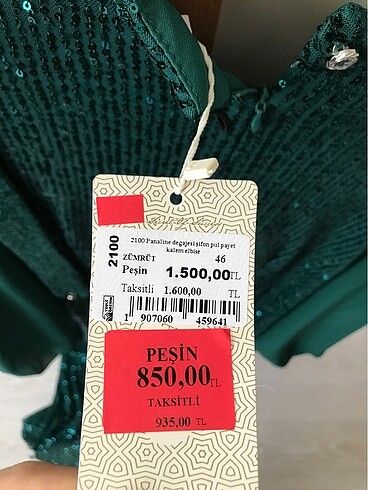 2100
2100 Panaline degajesi şifon pul payet
kalem elbise
ZÜMRÜT 46
Peşin 1.500,00TL
Taksitli 1.600,00 TL
1 907060 459641
PEŞİN
850,00TL
TAKSİTLİ
935,00 TL